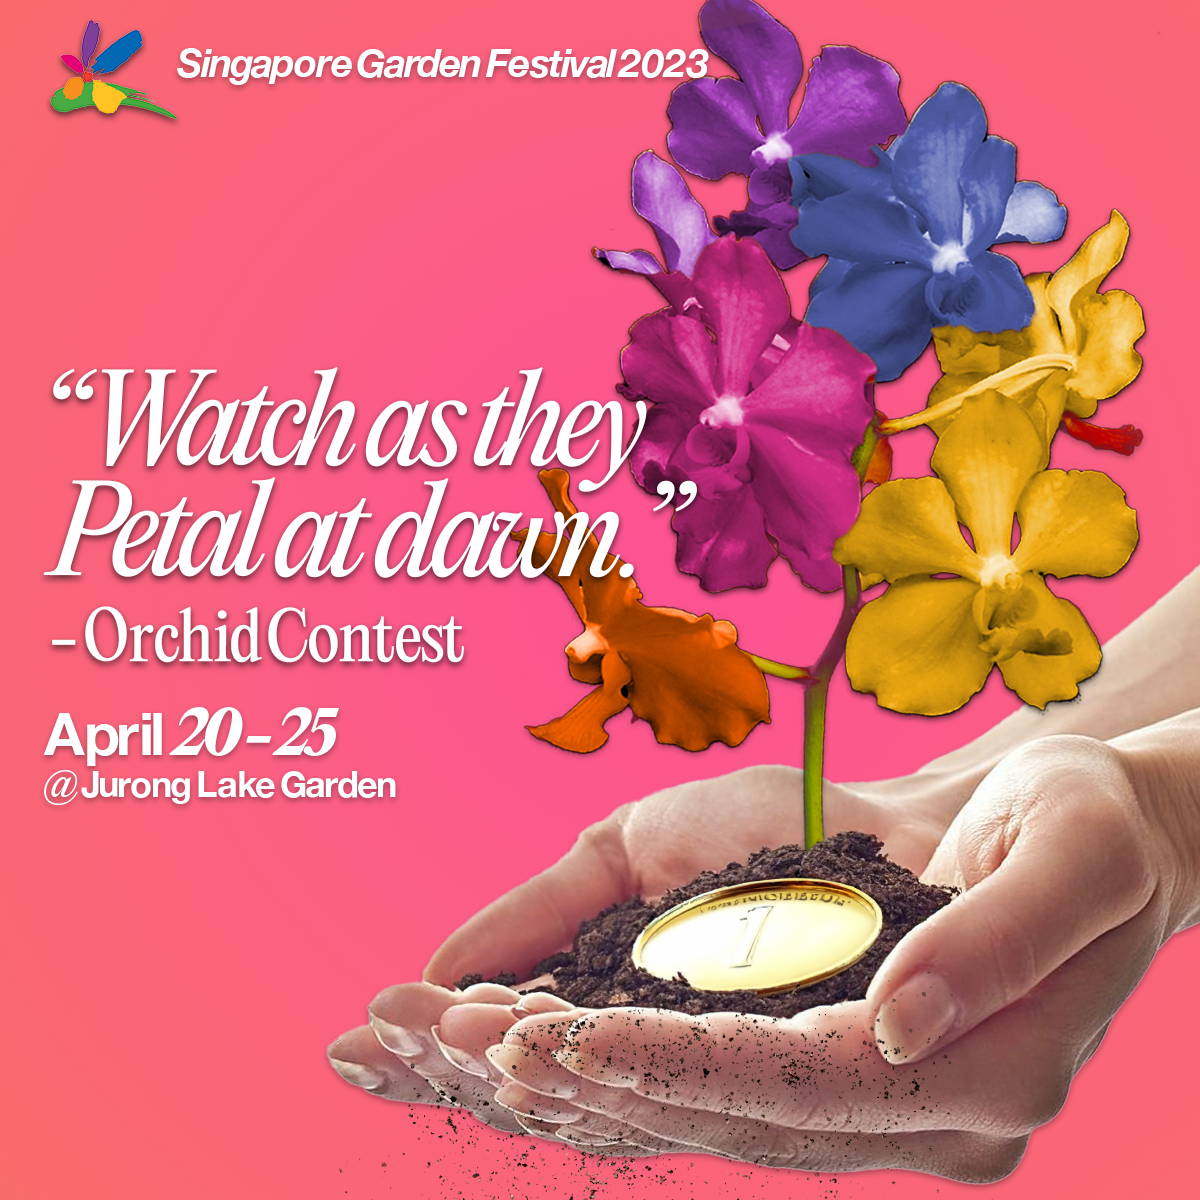 Singapore Garden Festival 2023
“Watch as they
Petal at dawn.”
– Orchid Contest
April 20 – 25
@Jurong Lake Garden
1